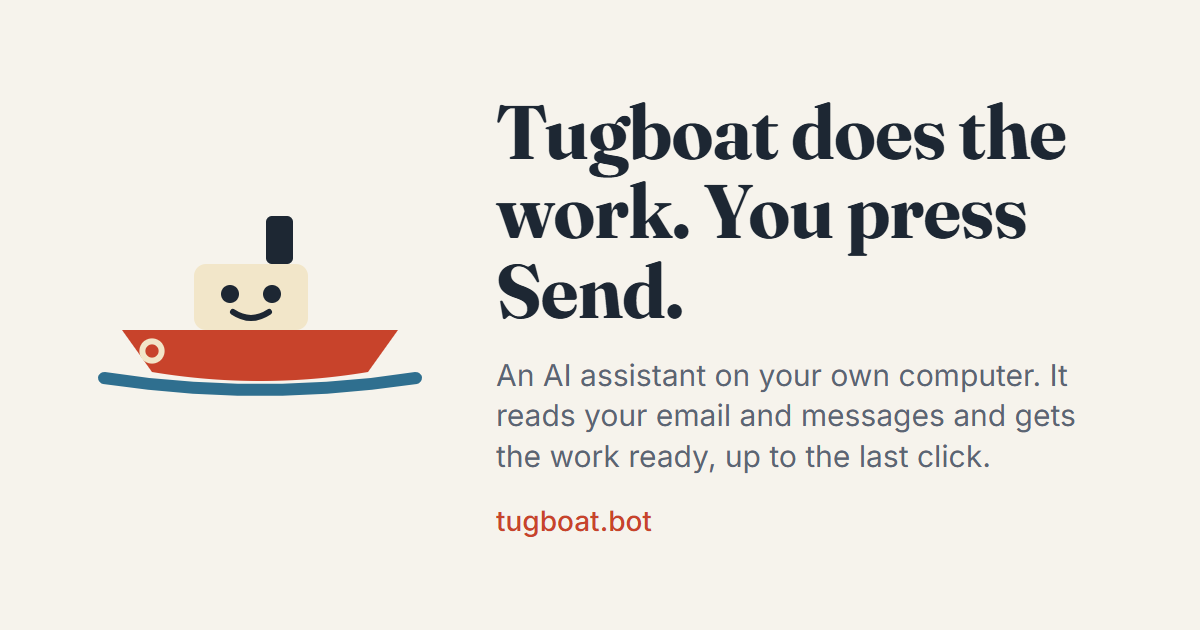 Tugboat does the
work. You press
Send.
An AI assistant on your own computer. It
reads your email and messages and gets
the work ready, up to the last click.
tugboat.bot